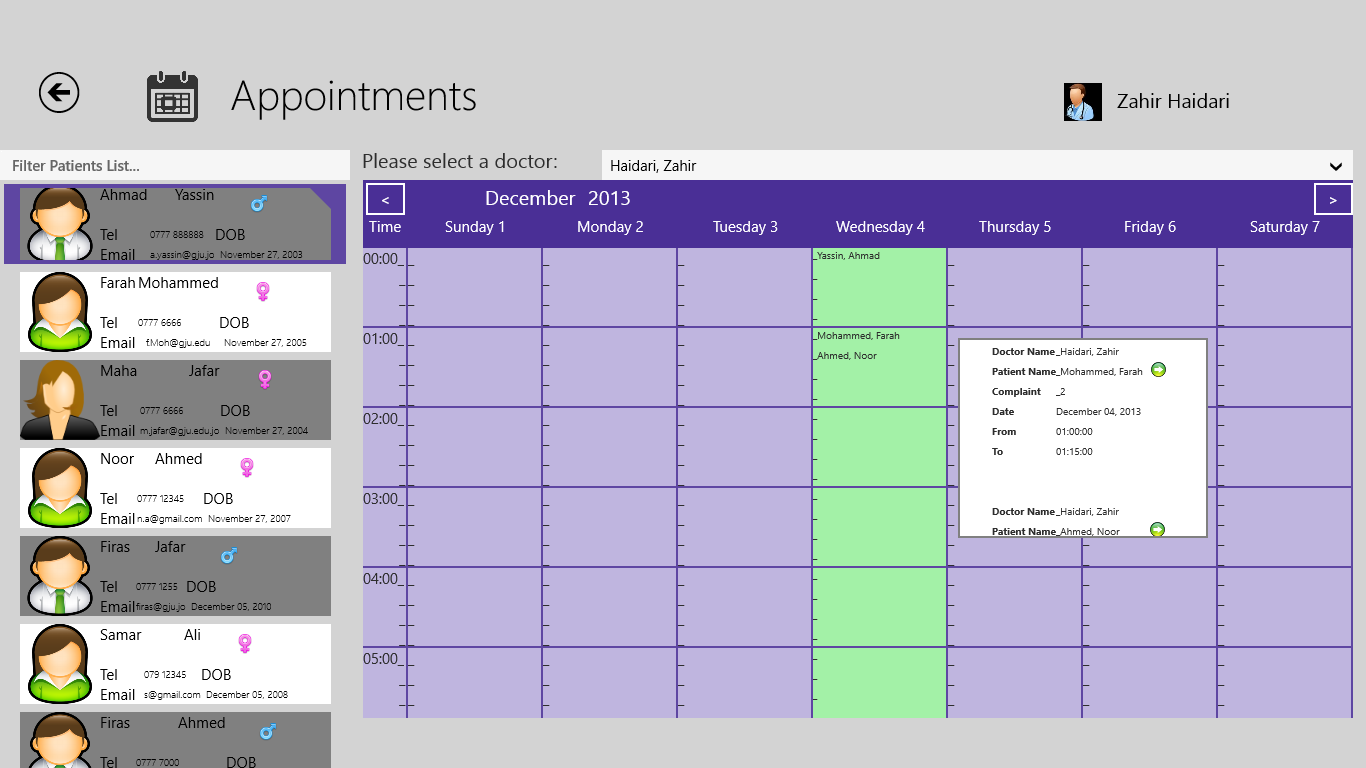 Appointments
Zahir Haidari
Filter Patients List...
Ahmad Yassin
Tel 0777 888888 DOB
Email a.yassin@gju.jo November 27, 2003
Farah Mohammed
Tel 0777 6666 DOB
Email f.Moh@gju.edu November 27, 2005
Maha Jafar
Tel 0777 6666 DOB
Email m.jafar@gju.edu.jo November 27, 2004
Noor Ahmed
Tel 0777 12345 DOB
Email n.a@gmail.com November 27, 2007
Firas Jafar
Tel 0777 1255 DOB
Email firas@gju.jo December 05, 2010
Samar Ali
Tel 079 12345 DOB
Email s@gmail.com December 05, 2008
Firas Ahmed
Tel 0777 7000 DOB
Please select a doctor: Haidari, Zahir
< December 2013 >
Time Sunday 1 Monday 2 Tuesday 3 Wednesday 4 Thursday 5 Friday 6 Saturday 7
00:00_ _Yassin, Ahmad
01:00_ _Mohammed, Farah
_Ahmed, Noor
02:00_
03:00_
04:00_
05:00_
Doctor Name_Haidari, Zahir
Patient Name_Mohammed, Farah
Complaint _2
Date December 04, 2013
From 01:00:00
To 01:15:00
Doctor Name_Haidari, Zahir
Patient Name_Ahmed, Noor